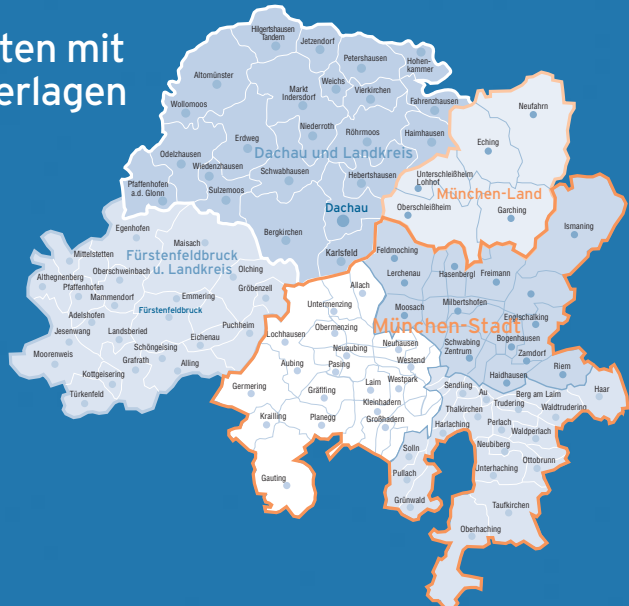 ten mit
erlagen
Hilgertshausen
Tandern
Jetzendorf
Petershausen
Hohen-
kammer
Altomünster
Markt
Indersdorf
Weichs
Vierkirchen
Fahrenzhausen
Wollomoos
Neufahrn
Niederroth
Röhrmoos
Haimhausen
Erdweg
Eching
Odelzhausen
Wiedenzhausen
Dachau und Landkreis
Schwabhausen
Hebertshausen
Unterschleißheim
Lohhof
Pfaffenhofen
a.d. Glonn
Sulzemoos
München-Land
Dachau
Oberschleißheim
Garching
Egenhofen
Bergkirchen
Ismaning
Maisach
Karlsfeld
Feldmoching
Mittelstetten
Fürstenfeldbruck
u. Landkreis
Olching
Oberschweinbach
Lerchenau
Hasenbergl
Freimann
Althegnenberg
Pfaffenhofen
Gröbenzell
Allach
Mammendorf
Emmering
Untermenzing
Moosach
Milbertshofen
Adelshofen
Fürstenfeldbruck
Puchheim
Obermenzing
München-Stadt
Englschalking
Jesenwang
Landsberied
Lochhausen
Neuhausen
Bogenhausen
Eichenau
Neuaubing
Schwabing
Zentrum
Moorenweis
Schöngeising
Zamdorf
Grafrath
Alling
Aubing
Pasing
Westend
Riem
Kottgeisering
Haidhausen
Germering
Laim
Westpark
Sendling
Au
Berg am Laim
Haar
Türkenfeld
Gräffling
Kleinhadern
Trudering
Thalkirchen
Waldtrudering
Krailling
Planegg
Großhadern
Harlaching
Perlach
Waldperlach
Solln
Neubiberg
Ottobrunn
Gauting
Pullach
Unterhaching
Grünwald
Taufkirchen
Oberhaching